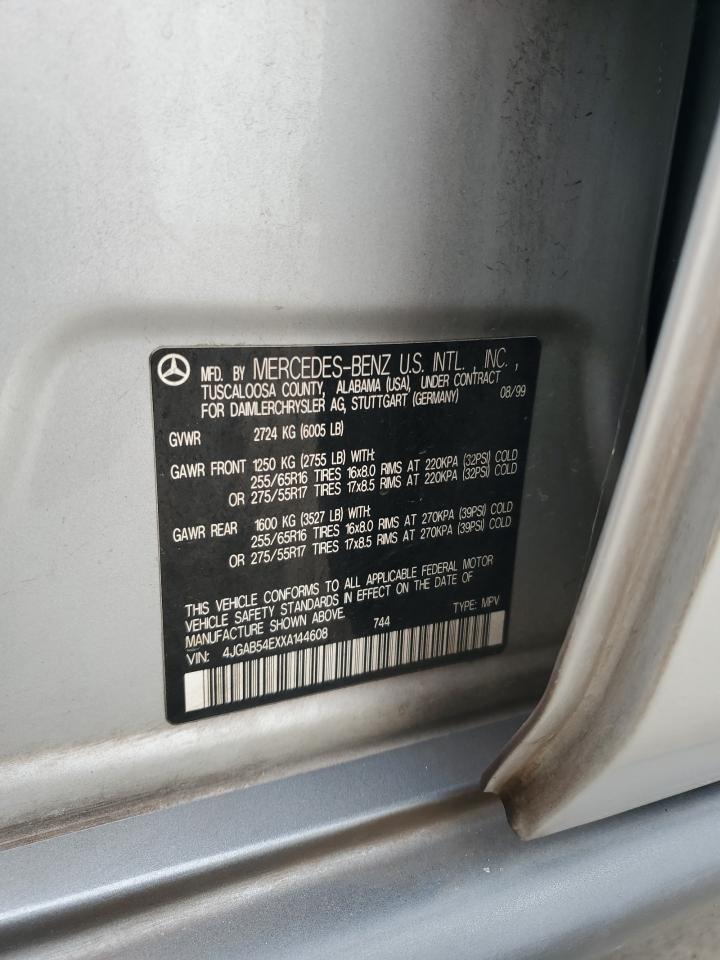 MFD. BY MERCEDES-BENZ U.S. INTL., INC.,
TUSCALOOSA COUNTY, ALABAMA (USA), UNDER CONTRACT
FOR DAIMLERCHRYSLER AG, STUTTGART (GERMANY) 08/99
GVWR 2724 KG (6005 LB)
GAWR FRONT 1250 KG (2755 LB) WITH:
255/65R16 TIRES 16x8.0 RIMS AT 220KPA (32PSI) COLD
OR 275/55R17 TIRES 17x8.5 RIMS AT 220KPA (32PSI) COLD
GAWR REAR 1600 KG (3527 LB) WITH:
255/65R16 TIRES 16x8.0 RIMS AT 270KPA (39PSI) COLD
OR 275/55R17 TIRES 17x8.5 RIMS AT 270KPA (39PSI) COLD
THIS VEHICLE CONFORMS TO ALL APPLICABLE FEDERAL MOTOR
VEHICLE SAFETY STANDARDS IN EFFECT ON THE DATE OF
MANUFACTURE SHOWN ABOVE. 744 TYPE: MPV
VIN: 4JGAB54EXXA144608